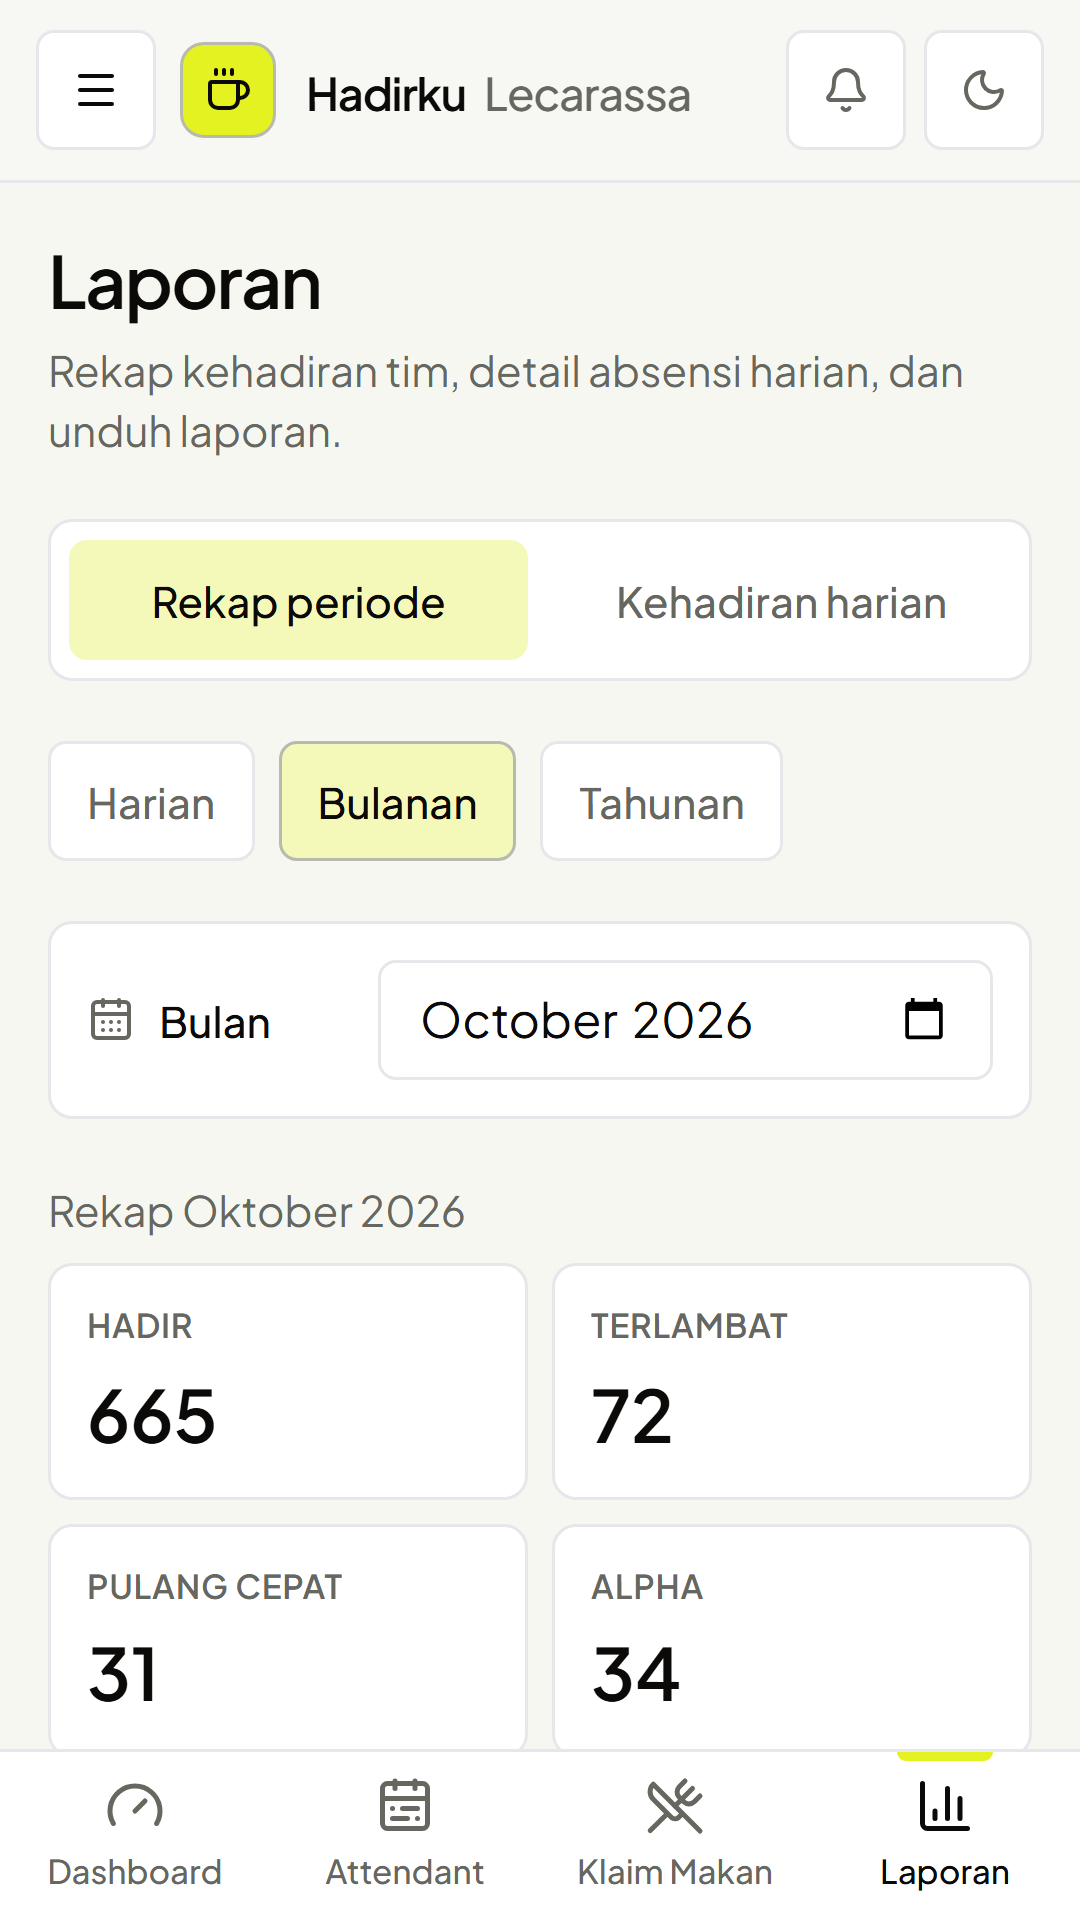 Hadirku Lecarassa
Laporan
Rekap kehadiran tim, detail absensi harian, dan
unduh laporan.
Rekap periode
Kehadiran harian
Harian
Bulanan
Tahunan
Bulan
October 2026
Rekap Oktober 2026
HADIR
665
TERLAMBAT
72
PULANG CEPAT
31
ALPHA
34
Dashboard
Attendant
Klaim Makan
Laporan